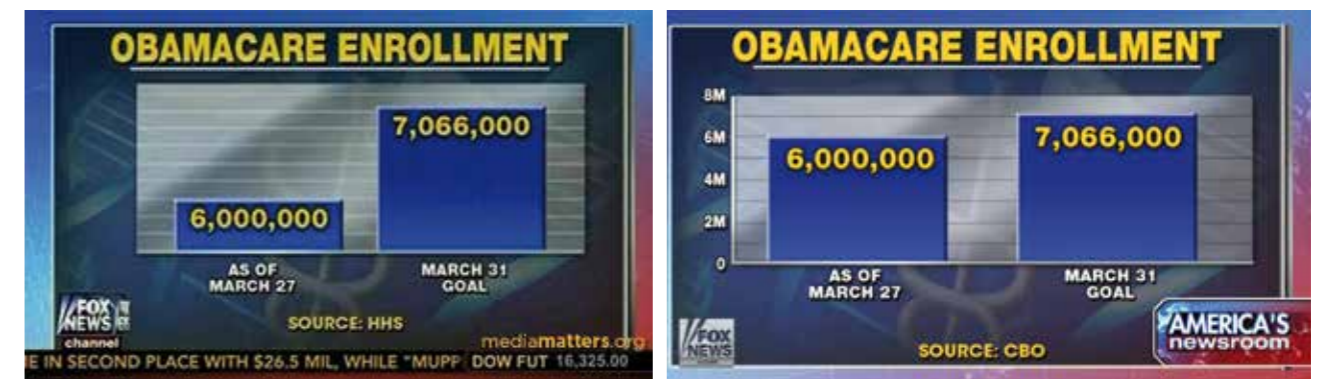 OBAMACARE ENROLLMENT
7,066,000
6,000,000
AS OF
MARCH 27
MARCH 31
GOAL
SOURCE: HHS
FOX
NEWS
channel
mediamatters.org
E IN SECOND PLACE WITH $26.5 MIL, WHILE "MUPP
DOW FUT 16,325.00
OBAMACARE ENROLLMENT
8M
6M
4M
2M
0
6,000,000
7,066,000
AS OF
MARCH 27
MARCH 31
GOAL
SOURCE: CBO
FOX
NEWS
AMERICA'S
newsroom